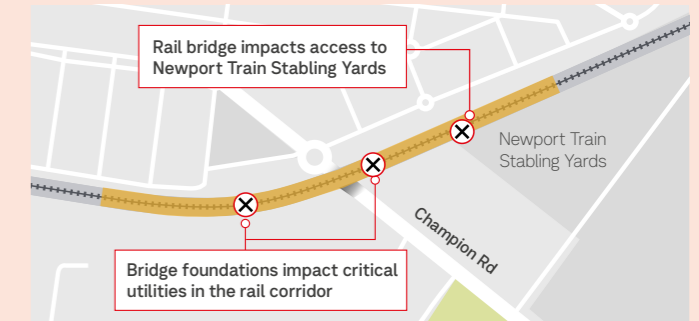 Rail bridge impacts access to
Newport Train Stabling Yards
Newport Train
Stabling Yards
Champion Rd
Bridge foundations impact critical
utilities in the rail corridor